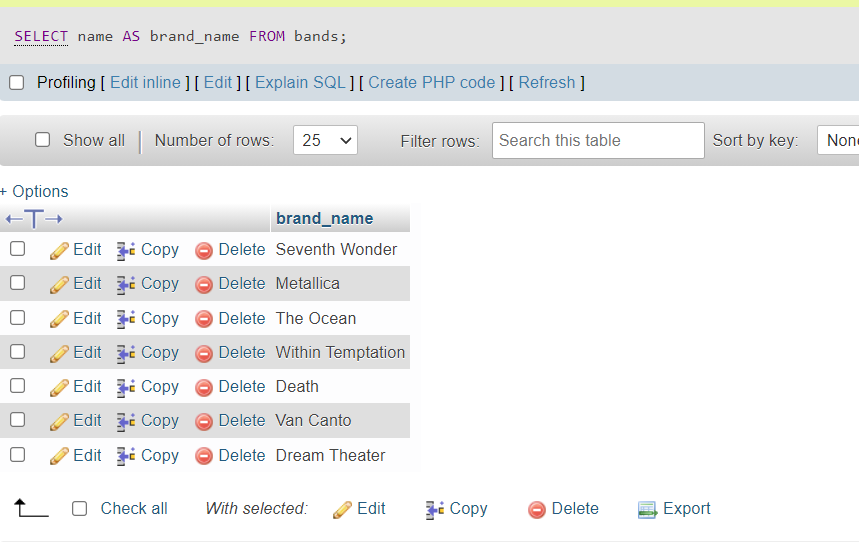 SELECT name AS brand_name FROM bands;
Profiling [ Edit inline ] [ Edit ] [ Explain SQL ] [ Create PHP code ] [ Refresh ]
Show all Number of rows: 25 Filter rows: Search this table Sort by key: None
+ Options
←T→ brand_name
Edit Copy Delete Seventh Wonder
Edit Copy Delete Metallica
Edit Copy Delete The Ocean
Edit Copy Delete Within Temptation
Edit Copy Delete Death
Edit Copy Delete Van Canto
Edit Copy Delete Dream Theater
Check all With selected: Edit Copy Delete Export